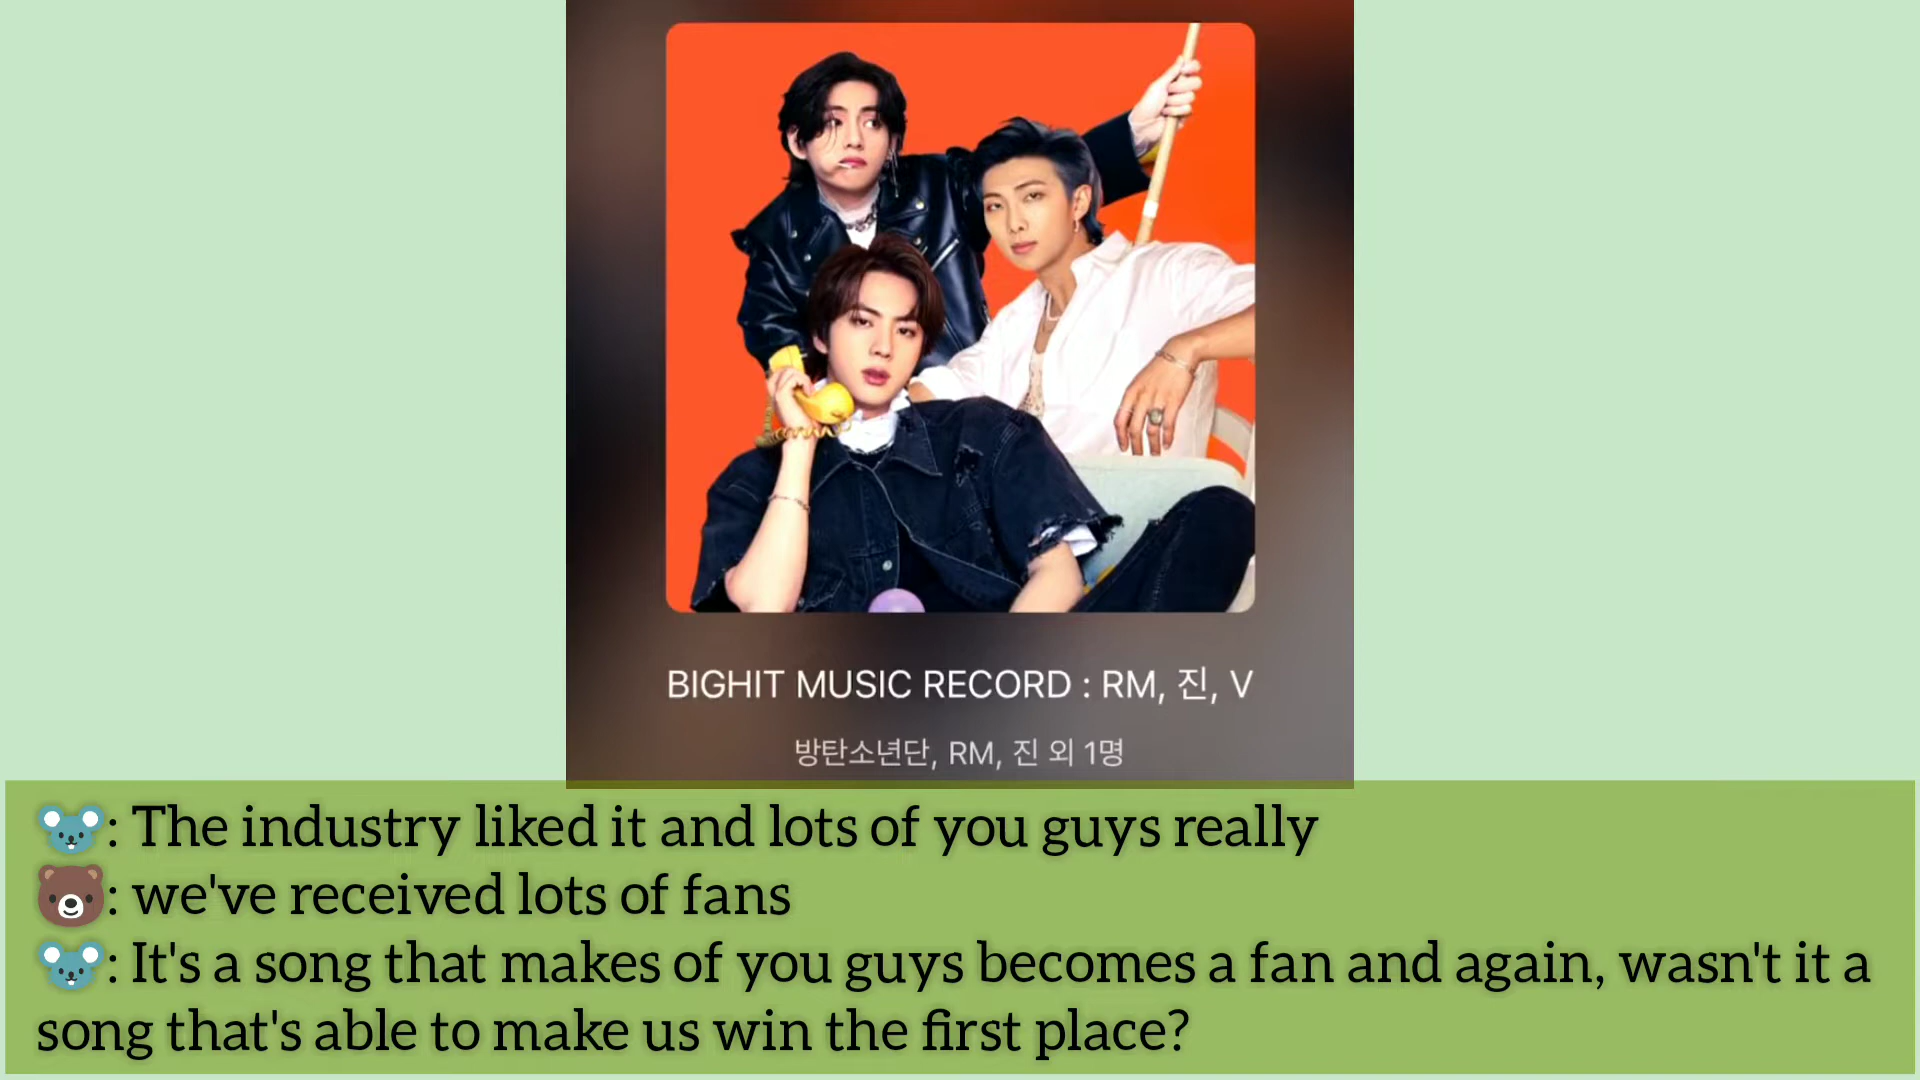 BIGHIT MUSIC RECORD : RM, 진, V
방탄소년단, RM, 진 외 1명
🐭: The industry liked it and lots of you guys really
🐻: we've received lots of fans
🐭: It's a song that makes of you guys becomes a fan and again, wasn't it a
song that's able to make us win the first place?